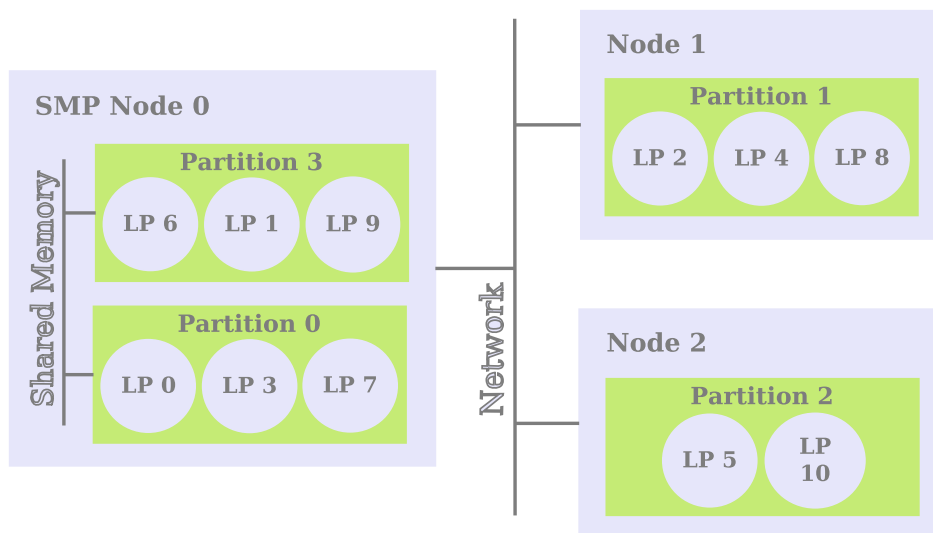 SMP Node 0
Shared Memory
Partition 3
LP 6
LP 1
LP 9
Partition 0
LP 0
LP 3
LP 7
Network
Node 1
Partition 1
LP 2
LP 4
LP 8
Node 2
Partition 2
LP 5
LP
10